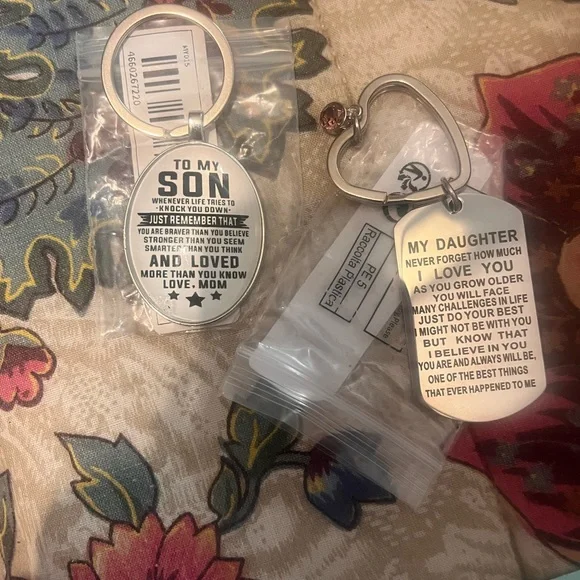 ATY015
4660267220
TO MY
SON
WHENEVER LIFE TRIES TO
KNOCK YOU DOWN
JUST REMEMBER THAT
YOU ARE BRAVER THAN YOU BELIEVE
STRONGER THAN YOU SEEM
SMARTER THAN YOU THINK
AND LOVED
MORE THAN YOU KNOW
LOVE, MOM
MY DAUGHTER
NEVER FORGET HOW MUCH
I LOVE YOU
AS YOU GROW OLDER
YOU WILL FACE
MANY CHALLENGES IN LIFE
JUST DO YOUR BEST
I MIGHT NOT BE WITH YOU
BUT KNOW THAT
I BELIEVE IN YOU
YOU ARE AND ALWAYS WILL BE,
ONE OF THE BEST THINGS
THAT EVER HAPPENED TO ME
PE 5
Raccolta Plastica